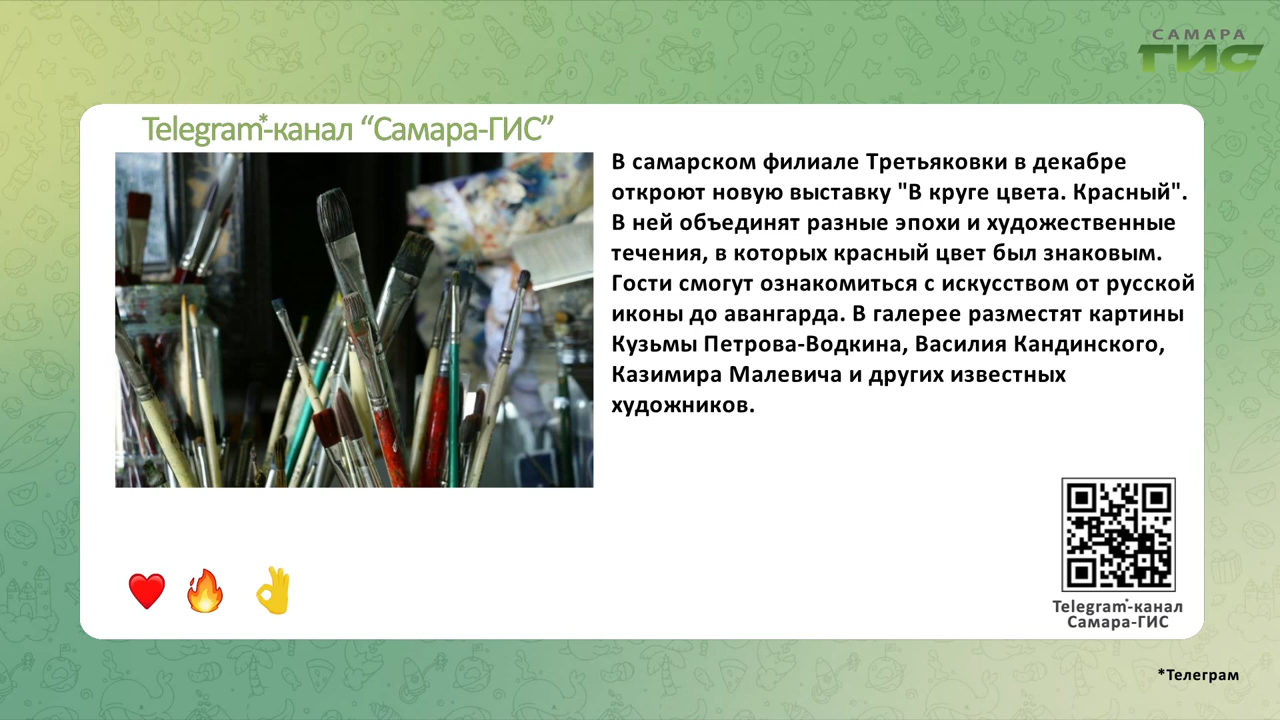 САМАРА
ГИС
Telegram*-канал “Самара-ГИС”
В самарском филиале Третьяковки в декабре
откроют новую выставку "В круге цвета. Красный".
В ней объединят разные эпохи и художественные
течения, в которых красный цвет был знаковым.
Гости смогут ознакомиться с искусством от русской
иконы до авангарда. В галерее разместят картины
Кузьмы Петрова-Водкина, Василия Кандинского,
Казимира Малевича и других известных
художников.
Telegram*-канал
Самара-ГИС
*Телеграм